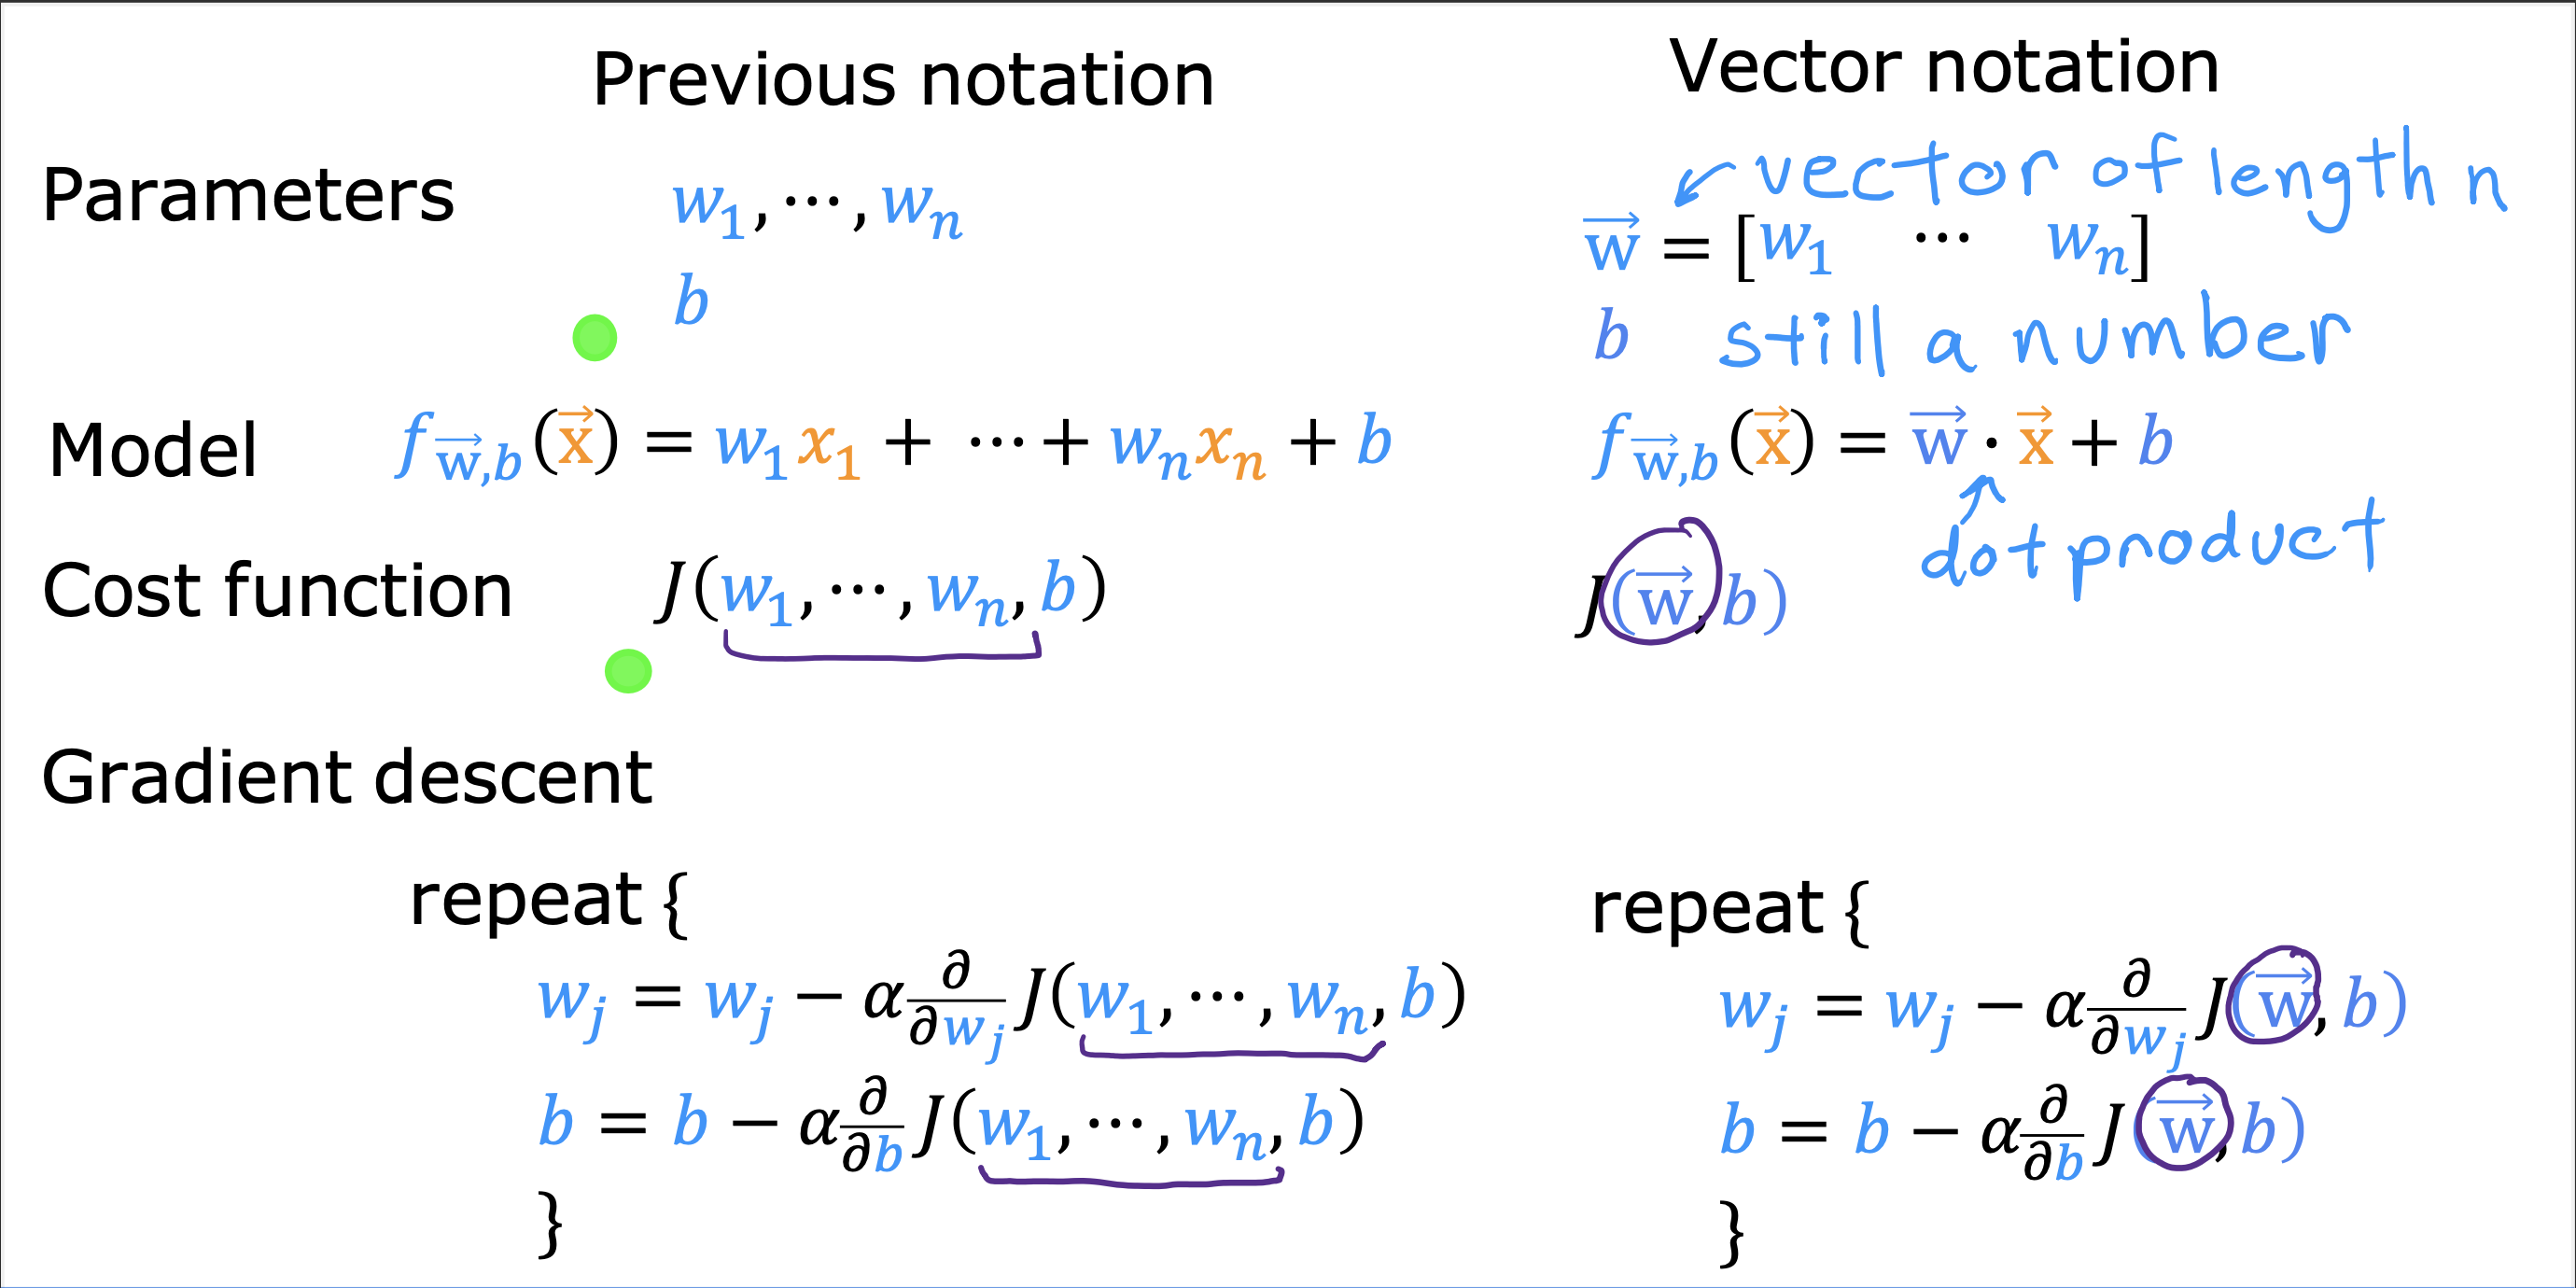 Previous notation
Vector notation
Parameters
w₁, ⋯, wₙ
b
vector of length n
w⃗ = [w₁ ⋯ wₙ]
b still a number
Model
f_w⃗,b(x⃗) = w₁x₁ + ⋯ + wₙxₙ + b
f_w⃗,b(x⃗) = w⃗ · x⃗ + b
dot product
Cost function
J(w₁, ⋯, wₙ, b)
J(w⃗, b)
Gradient descent
repeat {
wⱼ = wⱼ − α ∂/∂wⱼ J(w₁, ⋯, wₙ, b)
b = b − α ∂/∂b J(w₁, ⋯, wₙ, b)
}
repeat {
wⱼ = wⱼ − α ∂/∂wⱼ J(w⃗, b)
b = b − α ∂/∂b J(w⃗, b)
}